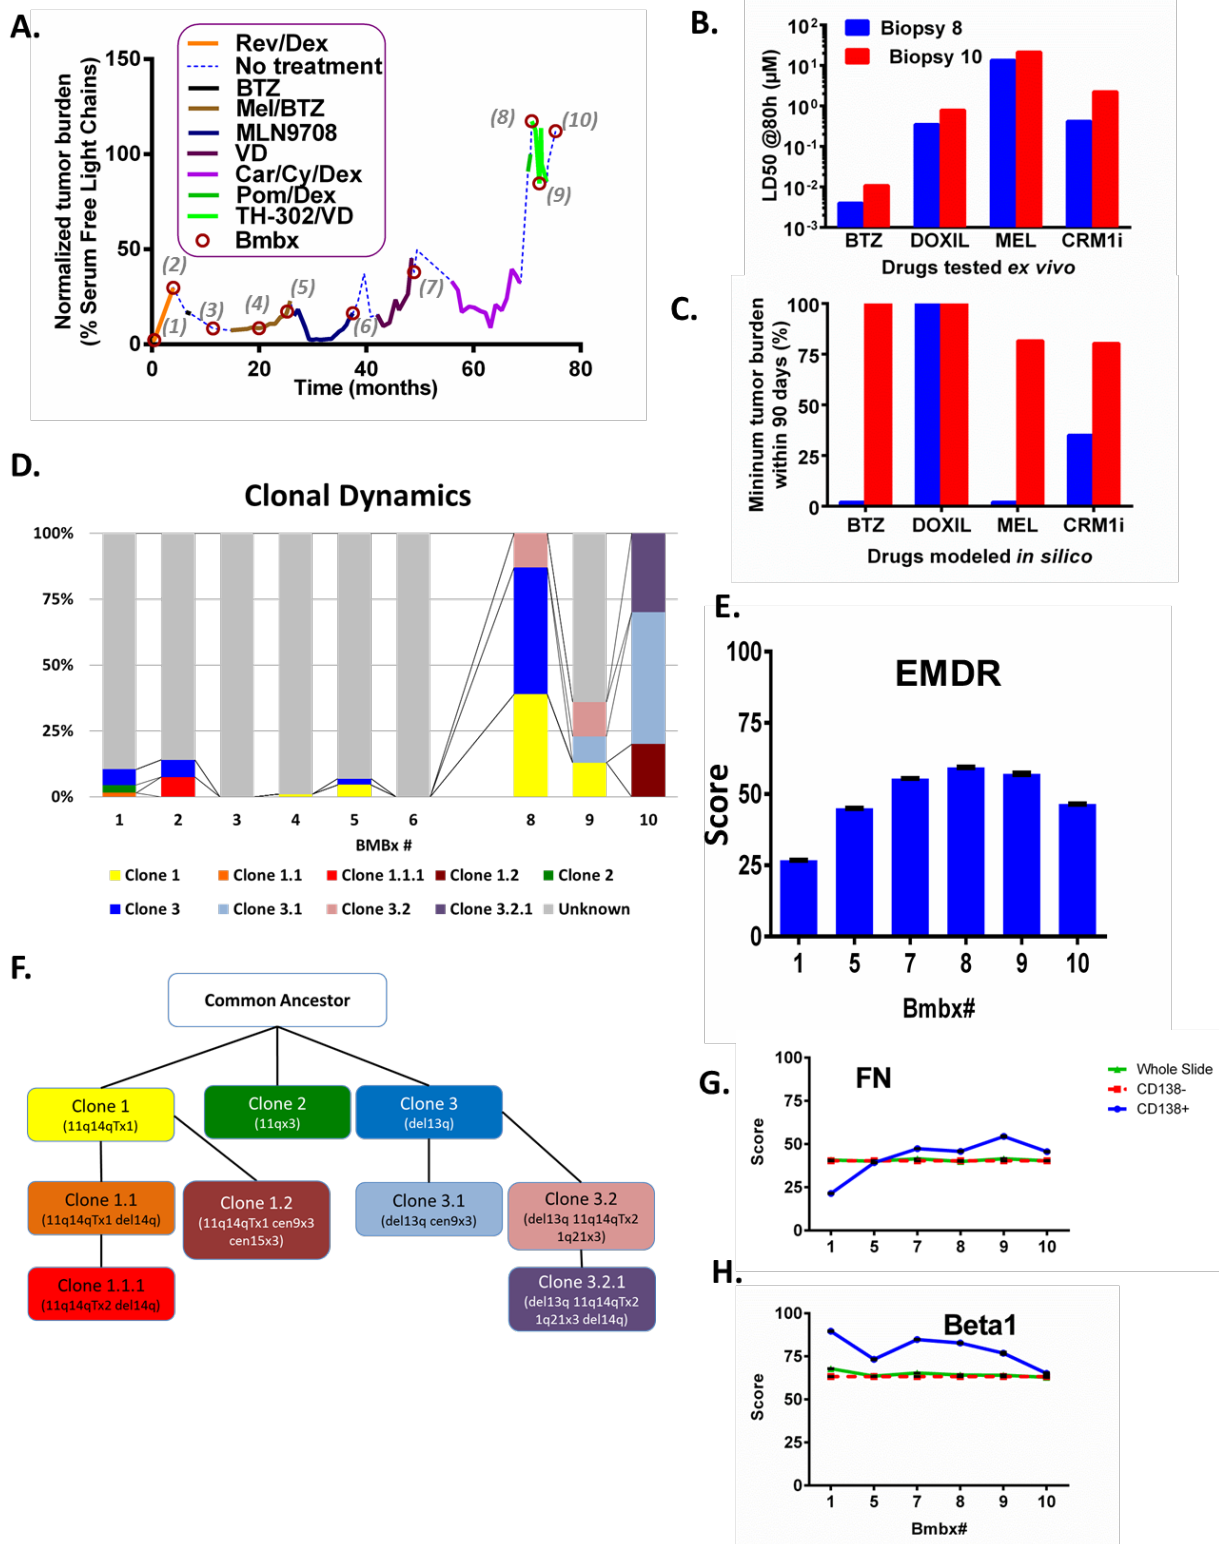 A.
Normalized tumor burden
(% Serum Free Light Chains)
150
100
50
0
Rev/Dex
No treatment
BTZ
Mel/BTZ
MLN9708
VD
Car/Cy/Dex
Pom/Dex
TH-302/VD
Bmbx
(1)
(2)
(3)
(4)
(5)
(6)
(7)
(8)
(9)
(10)
0 20 40 60 80
Time (months)
B.
LD50 @80h (µM)
10²
10¹
10⁰
10⁻¹
10⁻²
10⁻³
Biopsy 8
Biopsy 10
BTZ DOXIL MEL CRM1i
Drugs tested ex vivo
C.
Mininum tumor burden
within 90 days (%)
100
75
50
25
0
BTZ DOXIL MEL CRM1i
Drugs modeled in silico
D.
Clonal Dynamics
100%
75%
50%
25%
0%
1 2 3 4 5 6 8 9 10
BMBx #
Clone 1 Clone 1.1 Clone 1.1.1 Clone 1.2 Clone 2
Clone 3 Clone 3.1 Clone 3.2 Clone 3.2.1 Unknown
E.
EMDR
Score
100
75
50
25
0
1 5 7 8 9 10
Bmbx#
F.
Common Ancestor
Clone 1
(11q14qTx1)
Clone 2
(11qx3)
Clone 3
(del13q)
Clone 1.1
(11q14qTx1 del14q)
Clone 1.2
(11q14qTx1 cen9x3
cen15x3)
Clone 3.1
(del13q cen9x3)
Clone 3.2
(del13q 11q14qTx2
1q21x3)
Clone 1.1.1
(11q14qTx2 del14q)
Clone 3.2.1
(del13q 11q14qTx2
1q21x3 del14q)
G.
FN
Score
100
75
50
25
0
1 5 7 8 9 10
Whole Slide
CD138-
CD138+
H.
Beta1
Score
100
75
50
25
0
1 5 7 8 9 10
Bmbx#